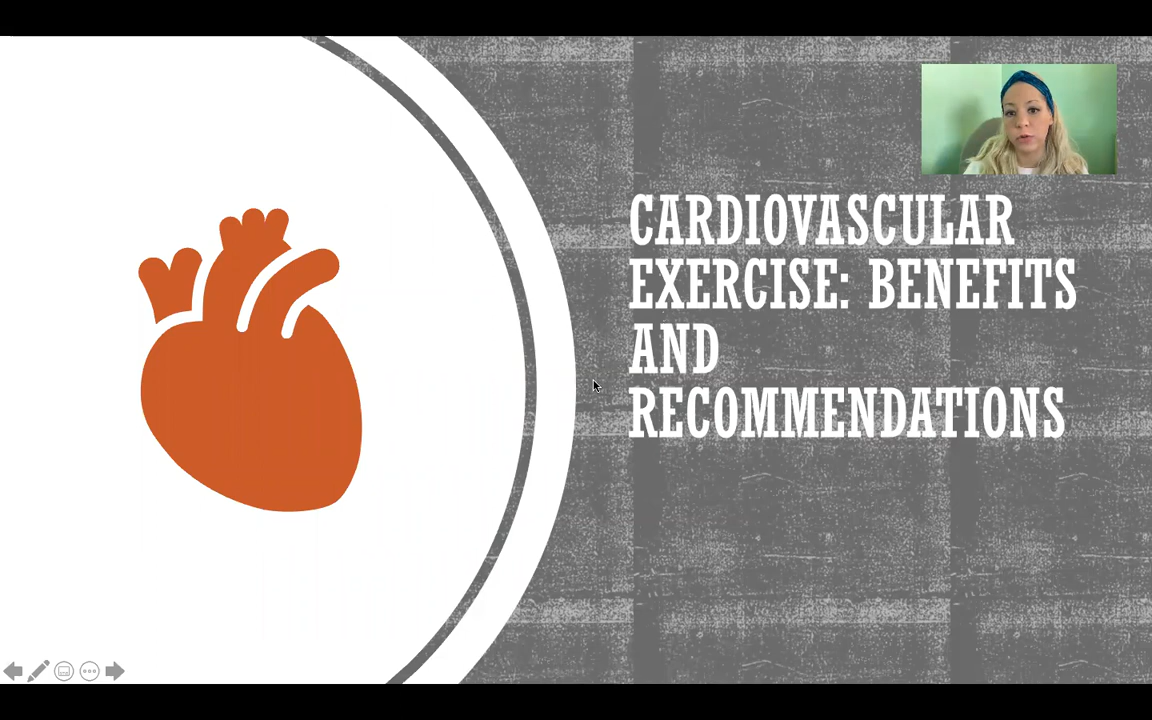 CARDIOVASCULAR
EXERCISE: BENEFITS
AND
RECOMMENDATIONS